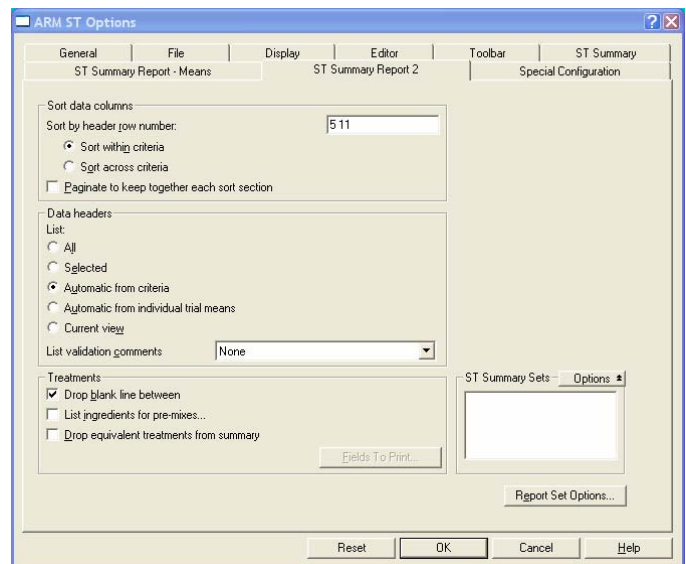 ARM ST Options
General File Display Editor Toolbar ST Summary
ST Summary Report - Means ST Summary Report 2 Special Configuration
Sort data columns
Sort by header row number: 5 11
Sort within criteria
Sort across criteria
Paginate to keep together each sort section
Data headers
List:
All
Selected
Automatic from criteria
Automatic from individual trial means
Current view
List validation comments None
Treatments ST Summary Sets Options
Drop blank line between
List ingredients for pre-mixes...
Drop equivalent treatments from summary
Fields To Print...
Report Set Options...
Reset OK Cancel Help